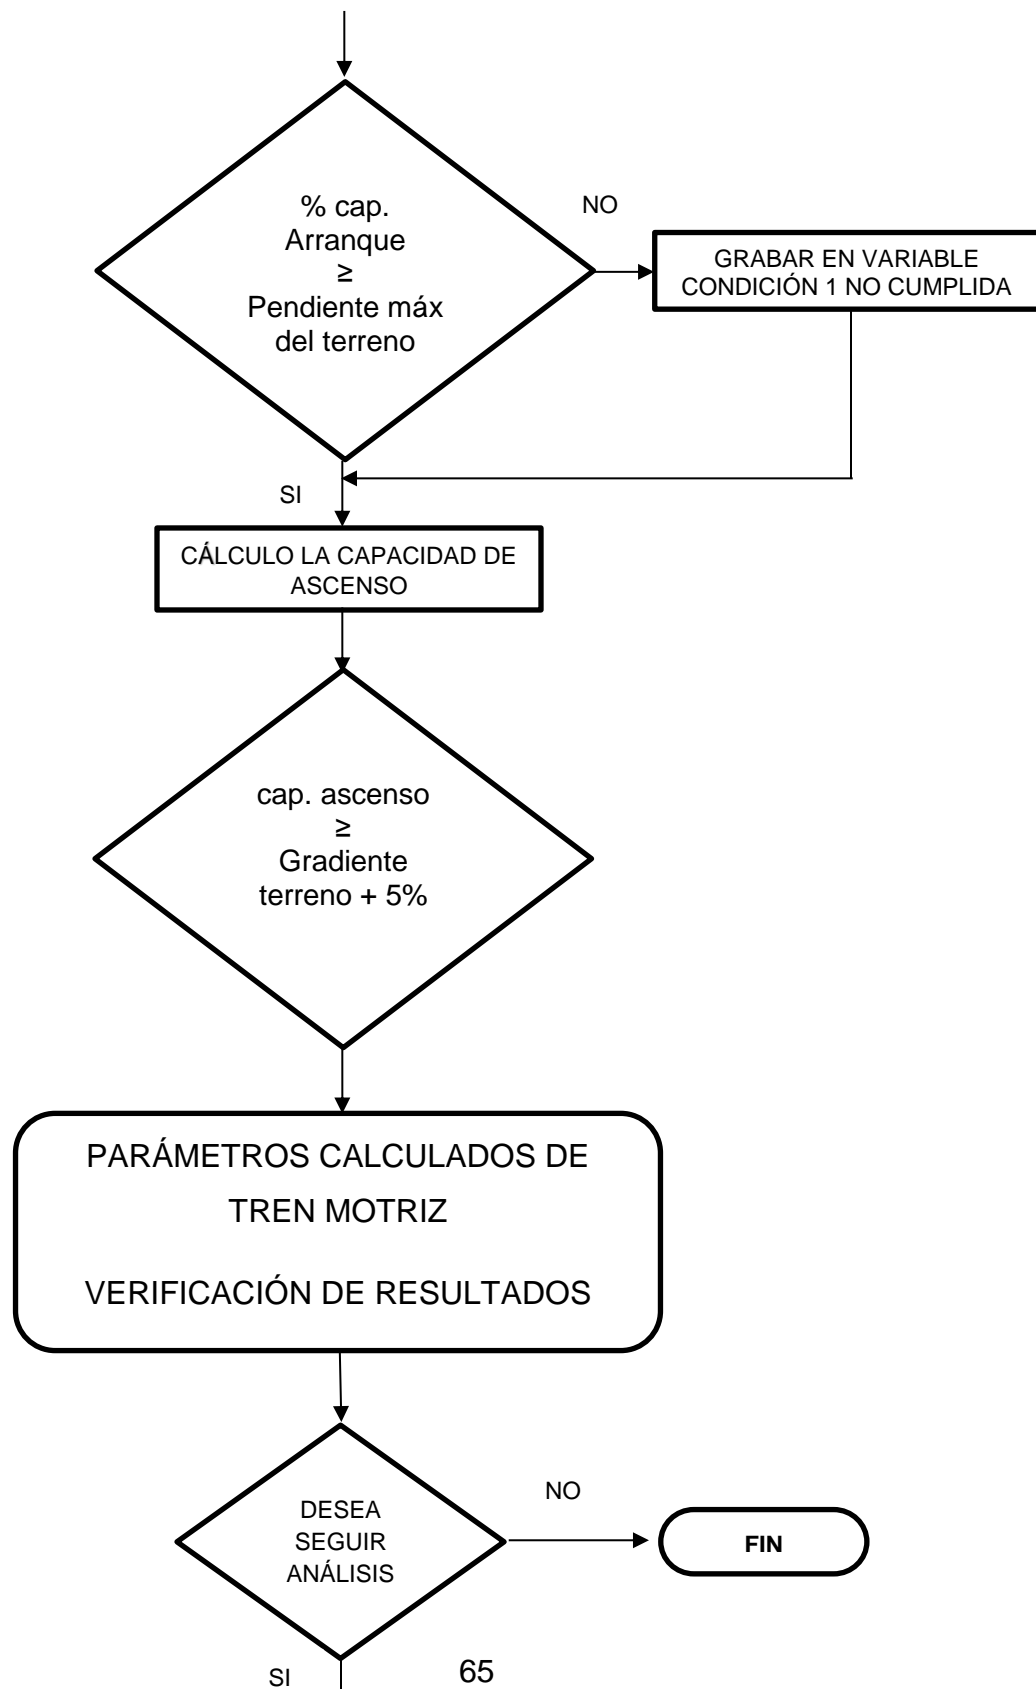 % cap.
Arranque
≥
Pendiente máx
del terreno
NO
GRABAR EN VARIABLE
CONDICIÓN 1 NO CUMPLIDA
SI
CÁLCULO LA CAPACIDAD DE
ASCENSO
cap. ascenso
≥
Gradiente
terreno + 5%
PARÁMETROS CALCULADOS DE
TREN MOTRIZ
VERIFICACIÓN DE RESULTADOS
DESEA
SEGUIR
ANÁLISIS
NO
FIN
SI
65